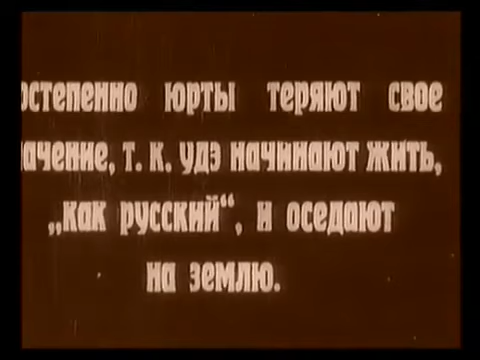 остепенно юрты теряют свое
ачение, т. к. удэ начинают жить,
„как русский“, и оседают
на землю.